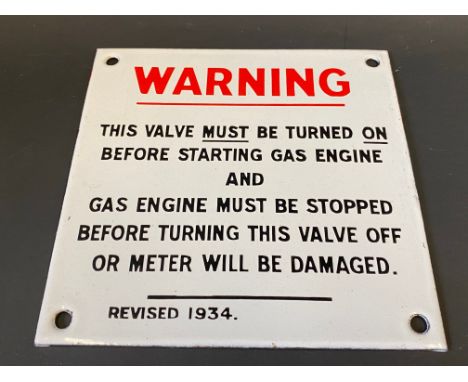 WARNING
THIS VALVE MUST BE TURNED ON
BEFORE STARTING GAS ENGINE
AND
GAS ENGINE MUST BE STOPPED
BEFORE TURNING THIS VALVE OFF
OR METER WILL BE DAMAGED.
REVISED 1934.